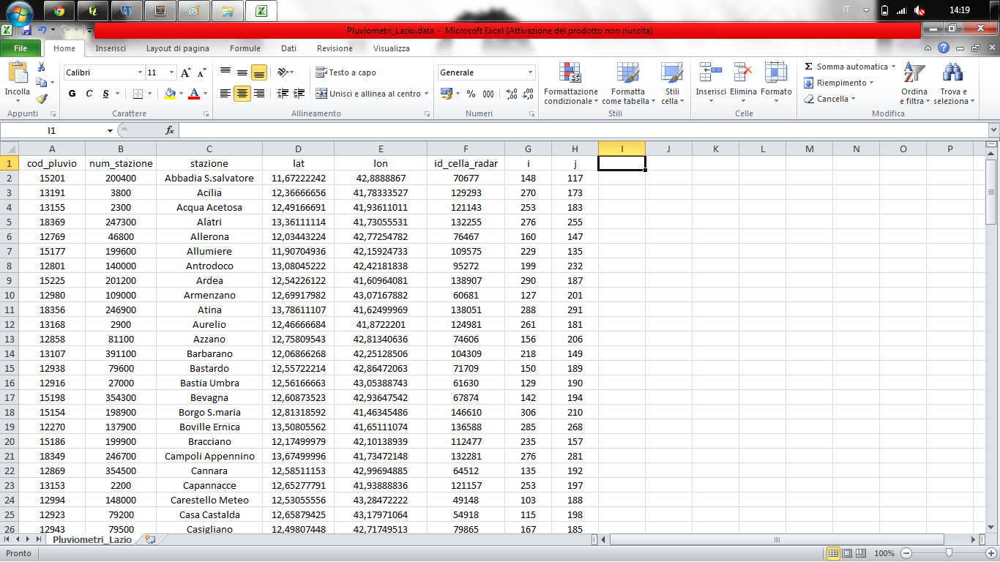 IT 14:19
Pluviometri_Lazio.data - Microsoft Excel (Attivazione del prodotto non riuscita)
File Home Inserisci Layout di pagina Formule Dati Revisione Visualizza
Calibri 11 Testo a capo Generale Somma automatica
Incolla G C S Unisci e allinea al centro % 000 Formattazione condizionale Formatta come tabella Stili cella Inserisci Elimina Formato Riempimento Cancella Ordina e filtra Trova e seleziona
Appunti Carattere Allineamento Numeri Stili Celle Modifica
I1 fx
A B C D E F G H I J K L M N O P
1 cod_pluvio num_stazione stazione lat lon id_cella_radar i j
2 15201 200400 Abbadia S.salvatore 11,67222242 42,8888867 70677 148 117
3 13191 3800 Acilia 12,36666656 41,78333527 129293 270 173
4 13155 2300 Acqua Acetosa 12,49166691 41,93611011 121143 253 183
5 18369 247300 Alatri 13,36111114 41,73055531 132255 276 255
6 12769 46800 Allerona 12,03443224 42,77254782 76467 160 147
7 15177 199600 Allumiere 11,90704936 42,15924733 109575 229 135
8 12801 140000 Antrodoco 13,08045222 42,42181838 95272 199 232
9 15225 201200 Ardea 12,54226122 41,60964081 138907 290 187
10 12980 109000 Armenzano 12,69917982 43,07167882 60681 127 201
11 18356 246900 Atina 13,78611107 41,62499969 138051 288 291
12 13168 2900 Aurelio 12,46666684 41,8722201 124981 261 181
13 12858 81100 Azzano 12,75809543 42,81340636 74606 156 206
14 13107 391100 Barbarano 12,06866268 42,25128506 104309 218 149
15 12938 79600 Bastardo 12,55722214 42,86472063 71709 150 189
16 12916 27000 Bastia Umbra 12,56166663 43,05388743 61630 129 190
17 15198 354300 Bevagna 12,60873523 42,93647542 67874 142 194
18 15154 198900 Borgo S.maria 12,81318592 41,46345486 146610 306 210
19 12270 137900 Boville Ernica 13,50805562 41,65111074 136588 285 268
20 15186 199900 Bracciano 12,17499979 42,10138939 112477 235 157
21 18349 246700 Campoli Appennino 13,67499996 41,73472148 132281 276 281
22 12869 354500 Cannara 12,58511153 42,99694885 64512 135 192
23 13153 2200 Capannacce 12,65277791 41,93888836 121157 253 197
24 12994 148000 Carestello Meteo 12,53055556 43,28472222 49148 103 188
25 12923 79200 Casa Castalda 12,65879425 43,17971064 54918 115 198
26 12943 79500 Casigliano 12,49807448 42,71749513 79865 167 185
Pluviometri_Lazio
Pronto 100%